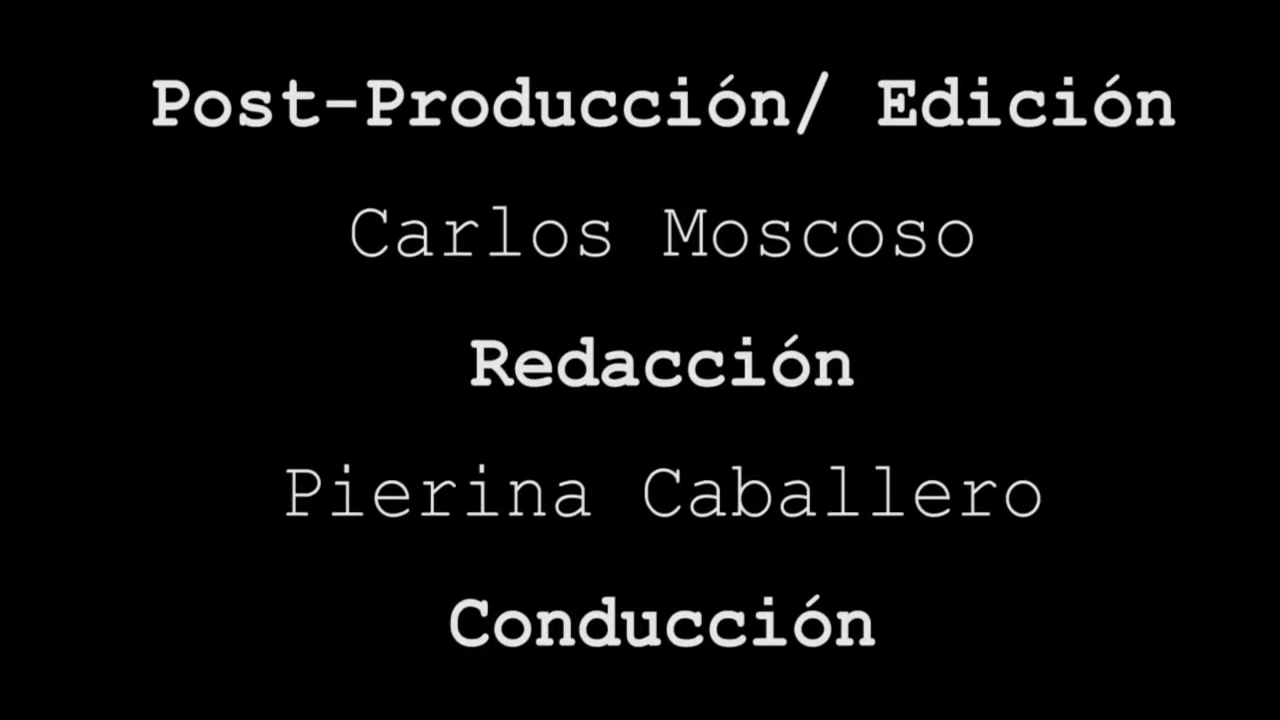 Post-Producción/ Edición
Carlos Moscoso
Redacción
Pierina Caballero
Conducción